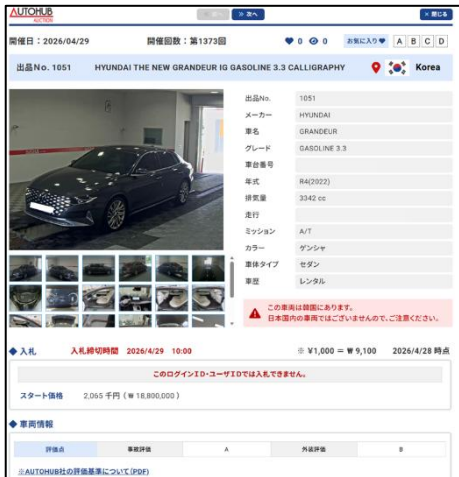 AUTOHUB
AUCTION
» 次へ
× 閉じる
開催日：2026/04/29 開催回数：第1373回 0 0 お気に入り A B C D
出品No. 1051 HYUNDAI THE NEW GRANDEUR IG GASOLINE 3.3 CALLIGRAPHY Korea
出品No. 1051
メーカー HYUNDAI
車名 GRANDEUR
グレード GASOLINE 3.3
車台番号
年式 R4(2022)
排気量 3342 cc
走行
ミッション A/T
カラー ゲンシャ
車体タイプ セダン
車歴 レンタル
この車両は韓国にあります。
日本国内の車両ではございませんので、ご注意ください。
◆ 入札 入札締切時間 2026/4/29 10:00 ※ ¥1,000 = ₩ 9,100 2026/4/28 時点
このログインID・ユーザIDでは入札できません。
スタート価格 2,065 千円 ( ₩ 18,800,000 )
◆ 車両情報
評価点 事故評価 A 外装評価 B
※AUTOHUB社の評価基準について(PDF)